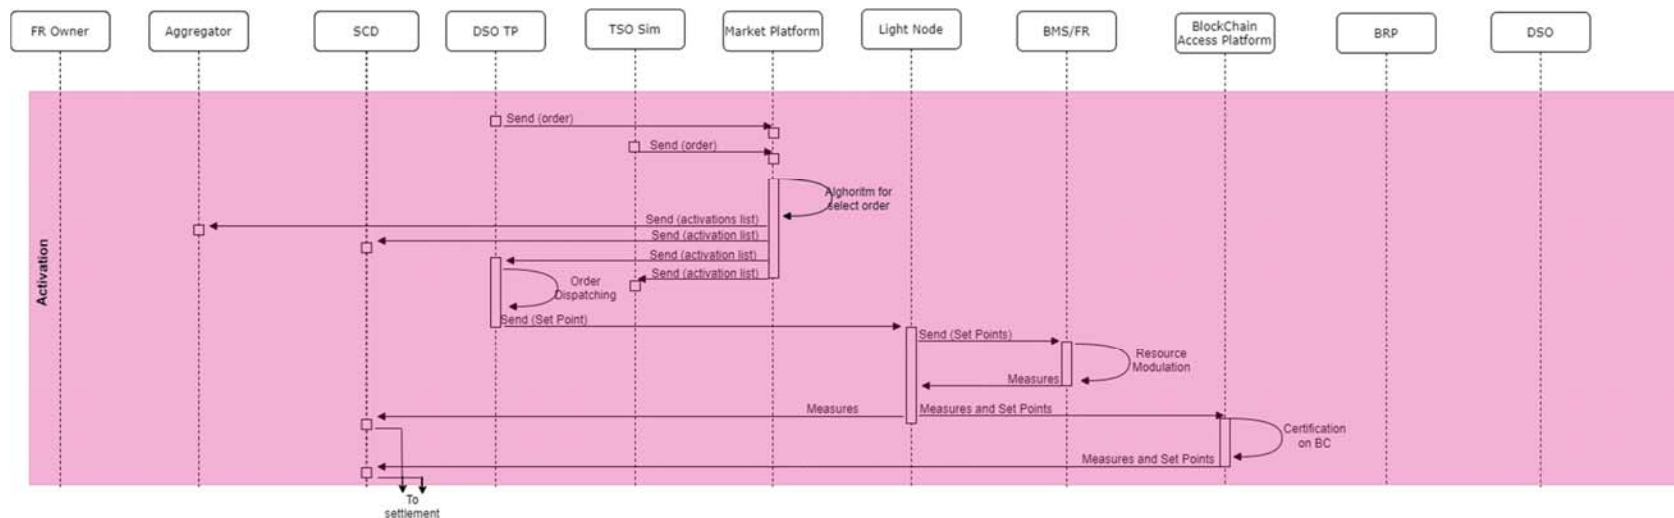 FR Owner
Aggregator
SCD
DSO TP
TSO Sim
Market Platform
Light Node
BMS/FR
BlockChain
Access Platform
BRP
DSO
Activation
Send (order)
Send (order)
Alghoritm for
select order
Send (activations list)
Send (activation list)
Send (activation list)
Send (activation list)
Order
Dispatching
Send (Set Point)
Send (Set Points)
Resource
Modulation
Measures
Measures
Measures and Set Points
Certification
on BC
Measures and Set Points
To
settlement